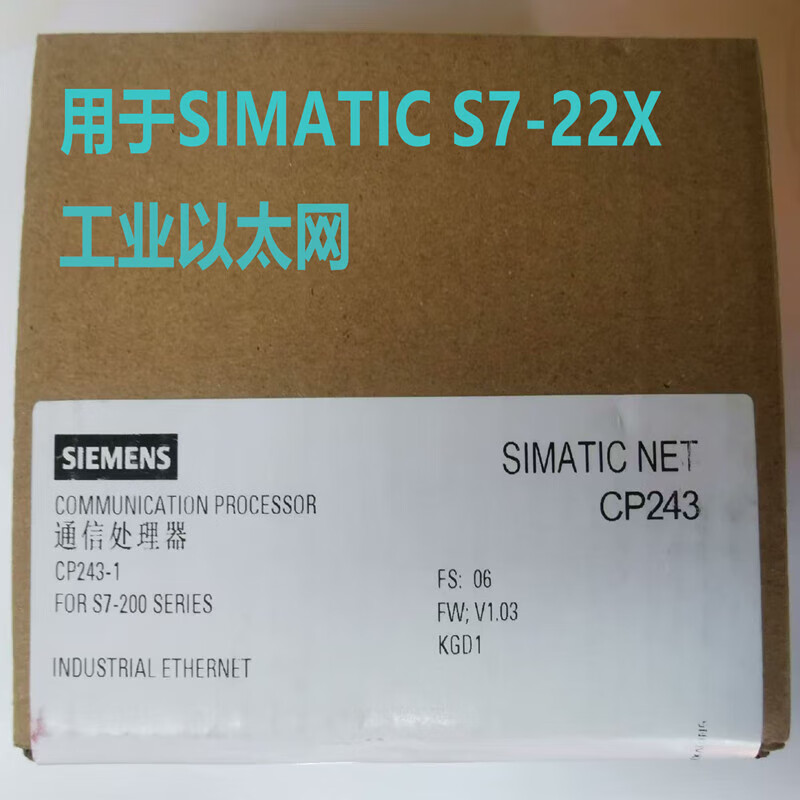 用于SIMATIC S7-22X
工业以太网
SIEMENS
SIMATIC NET
CP243
COMMUNICATION PROCESSOR
通信处理器
CP243-1
FOR S7-200 SERIES
INDUSTRIAL ETHERNET
FS: 06
FW; V1.03
KGD1